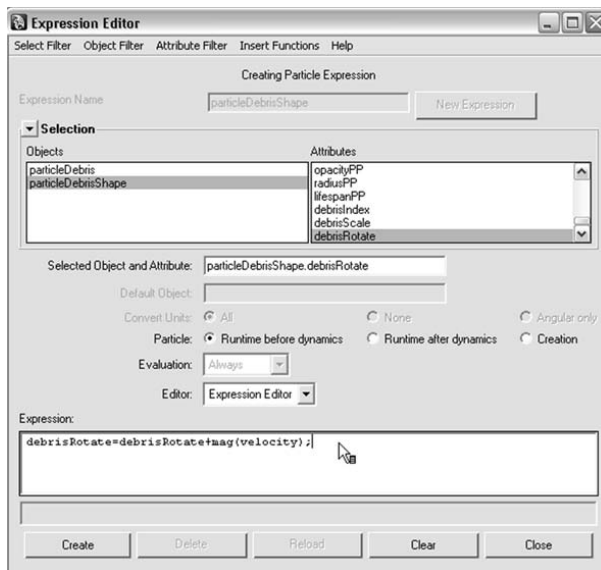 Expression Editor
Select Filter Object Filter Attribute Filter Insert Functions Help
Creating Particle Expression
Expression Name particleDebrisShape New Expression
Selection
Objects Attributes
particleDebris opacityPP
particleDebrisShape radiusPP
lifespanPP
debrisIndex
debrisScale
debrisRotate
Selected Object and Attribute: particleDebrisShape.debrisRotate
Default Object:
Convert Units: All None Angular only
Particle: Runtime before dynamics Runtime after dynamics Creation
Evaluation: Always
Editor: Expression Editor
Expression:
debrisRotate=debrisRotate+mag(velocity);
Create Delete Reload Clear Close